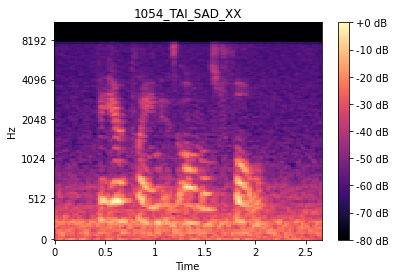 1054_TAI_SAD_XX
+0 dB
8192
-10 dB
4096
-20 dB
-30 dB
2048
Hz
-40 dB
1024
-50 dB
512
-60 dB
-70 dB
0
-80 dB
0 0.5 1 1.5 2 2.5
Time